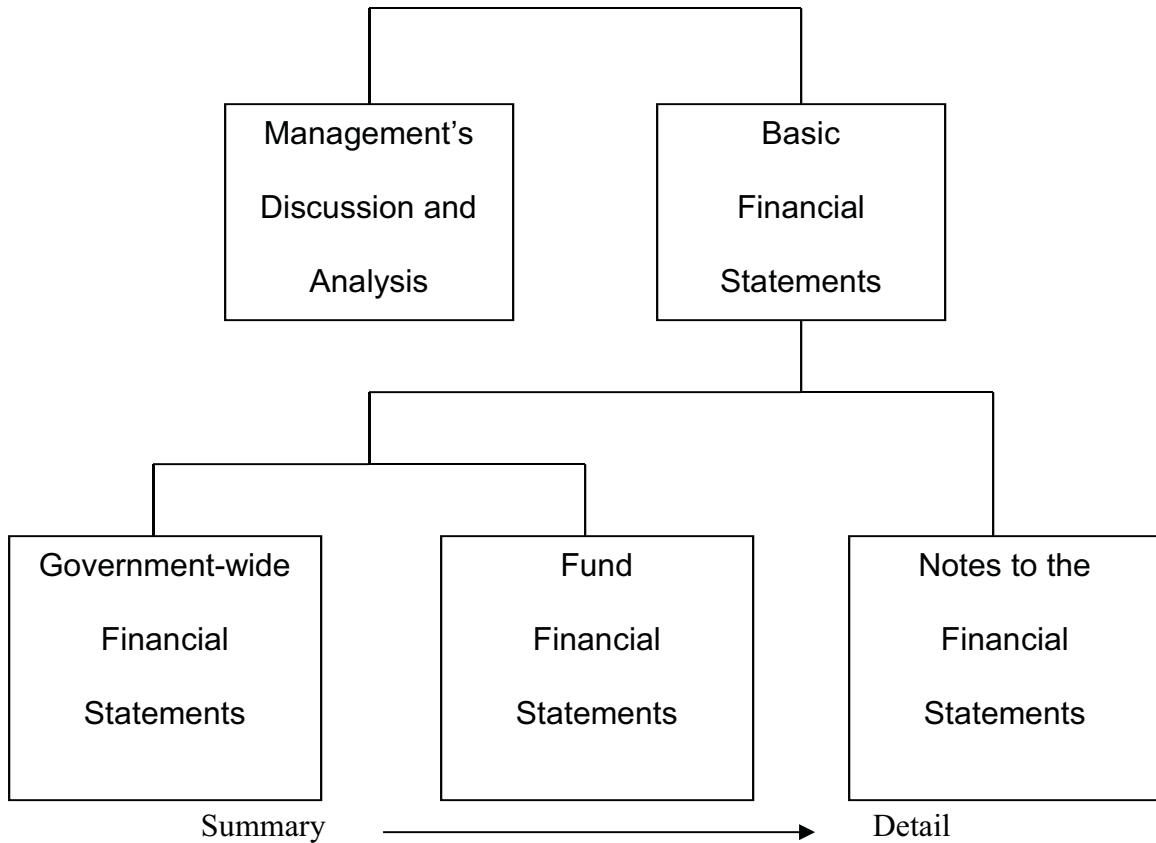 Management’s
Discussion and
Analysis
Basic
Financial
Statements
Government-wide
Financial
Statements
Fund
Financial
Statements
Notes to the
Financial
Statements
Summary
Detail